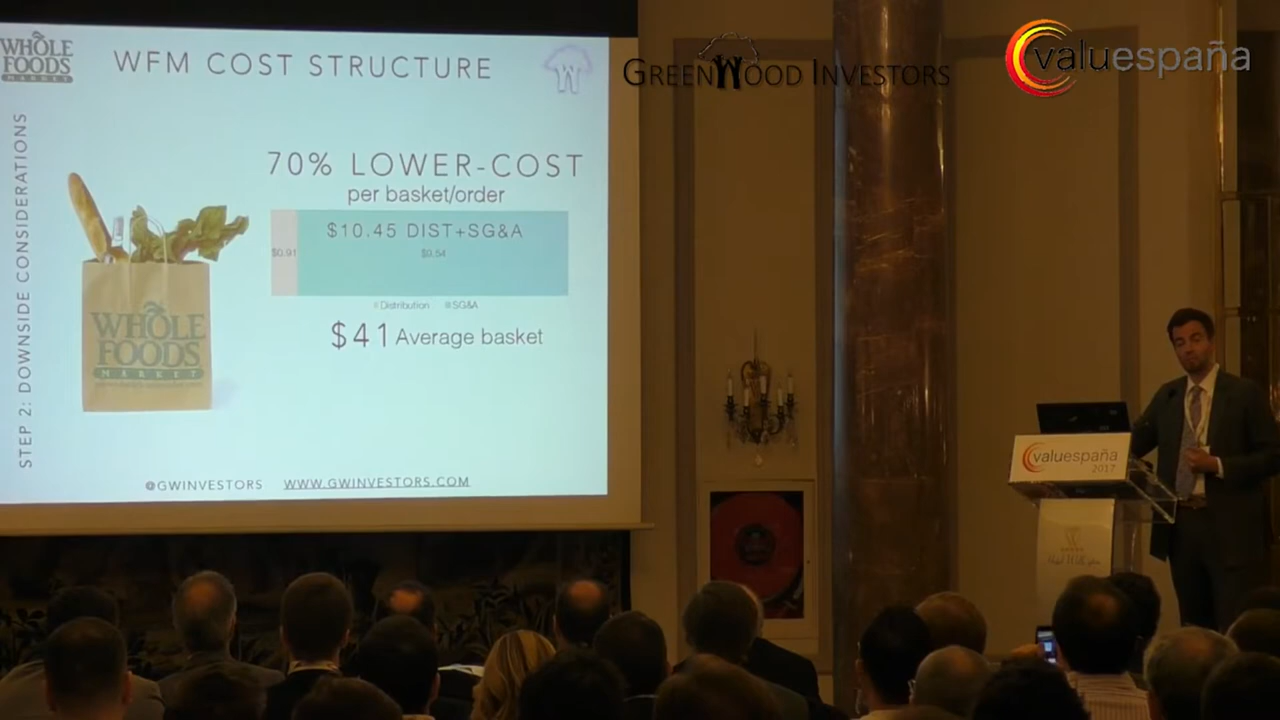 WHOLE
FOODS
MARKET
WFM COST STRUCTURE
GREENWOOD INVESTORS
valuespaña
STEP 2: DOWNSIDE CONSIDERATIONS
70% LOWER-COST
per basket/order
$10.45 DIST+SG&A
$0.91
$9.54
Distribution SG&A
$41 Average basket
WHOLE
FOODS
MARKET
@GWINVESTORS WWW.GWINVESTORS.COM
valuespaña
2017